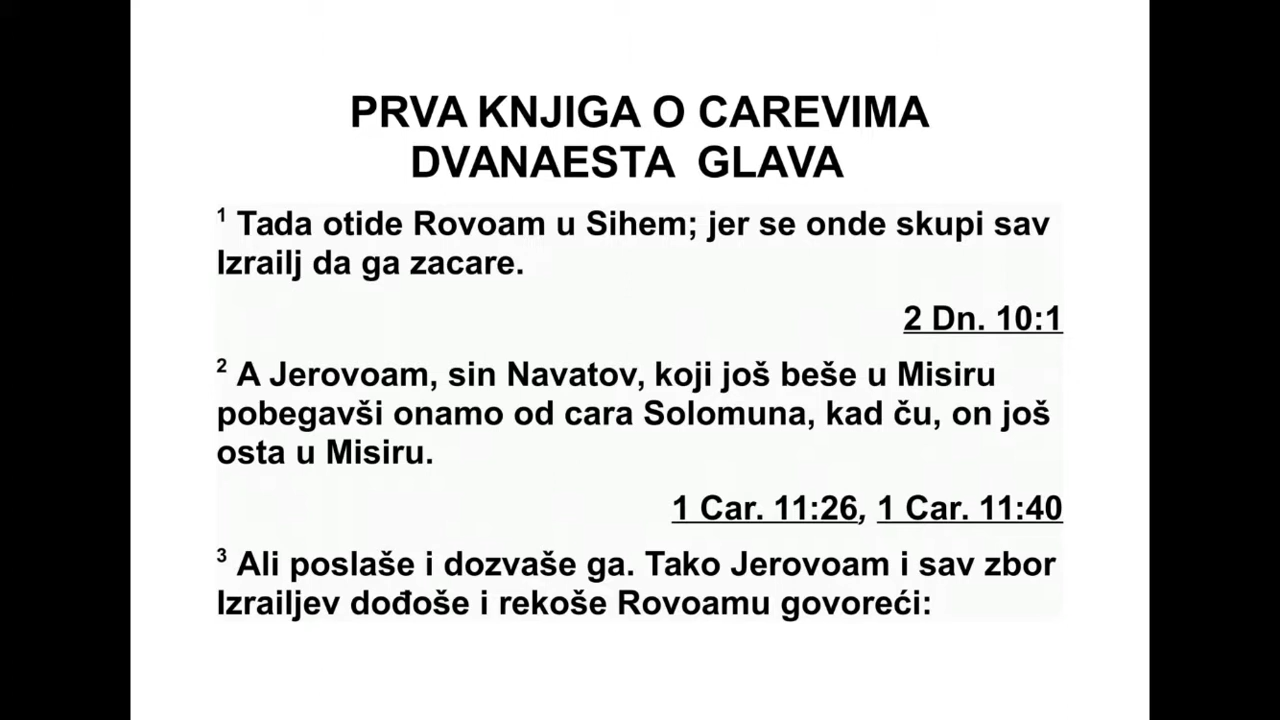 PRVA KNJIGA O CAREVIMA
DVANAESTA GLAVA
1 Tada otide Rovoam u Sihem; jer se onde skupi sav
Izrailj da ga zacare.
2 Dn. 10:1
2 A Jerovoam, sin Navatov, koji još beše u Misiru
pobegavši onamo od cara Solomuna, kad ču, on još
osta u Misiru.
1 Car. 11:26, 1 Car. 11:40
3 Ali poslaše i dozvaše ga. Tako Jerovoam i sav zbor
Izrailjev dođoše i rekoše Rovoamu govoreći: